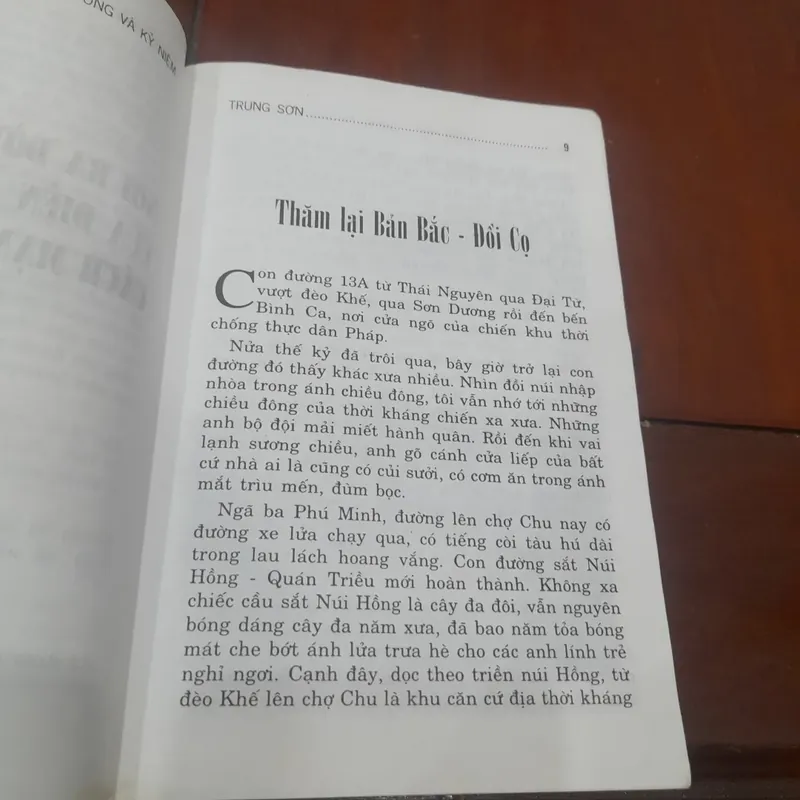 VÀ KỶ NIỆM
TRUNG SƠN
9
Thăm lại Bản Bắc - Đồi Cọ
Con đường 13A từ Thái Nguyên qua Đại Từ,
vượt đèo Khế, qua Sơn Dương rồi đến bến
Bình Ca, nơi cửa ngõ của chiến khu thời
chống thực dân Pháp.
Nửa thế kỷ đã trôi qua, bây giờ trở lại con
đường đó thấy khác xưa nhiều. Nhìn đồi núi nhập
nhòa trong ánh chiều đông, tôi vẫn nhớ tới những
chiều đông của thời kháng chiến xa xưa. Những
anh bộ đội mải miết hành quân. Rồi đến khi vai
lạnh sương chiều, anh gõ cánh cửa liếp của bất
cứ nhà ai là cũng có củi sưởi, có cơm ăn trong ánh
mắt trìu mến, đùm bọc.
Ngã ba Phú Minh, đường lên chợ Chu nay có
đường xe lửa chạy qua, có tiếng còi tàu hú dài
trong lau lách hoang vắng. Con đường sắt Núi
Hồng - Quán Triều mới hoàn thành. Không xa
chiếc cầu sắt Núi Hồng là cây đa đôi, vẫn nguyên
bóng dáng cây đa năm xưa, đã bao năm tỏa bóng
mát che bớt ánh lửa trưa hè cho các anh lính trẻ
nghỉ ngơi. Cạnh đây, dọc theo triền núi Hồng, từ
đèo Khế lên chợ Chu là khu căn cứ địa thời kháng